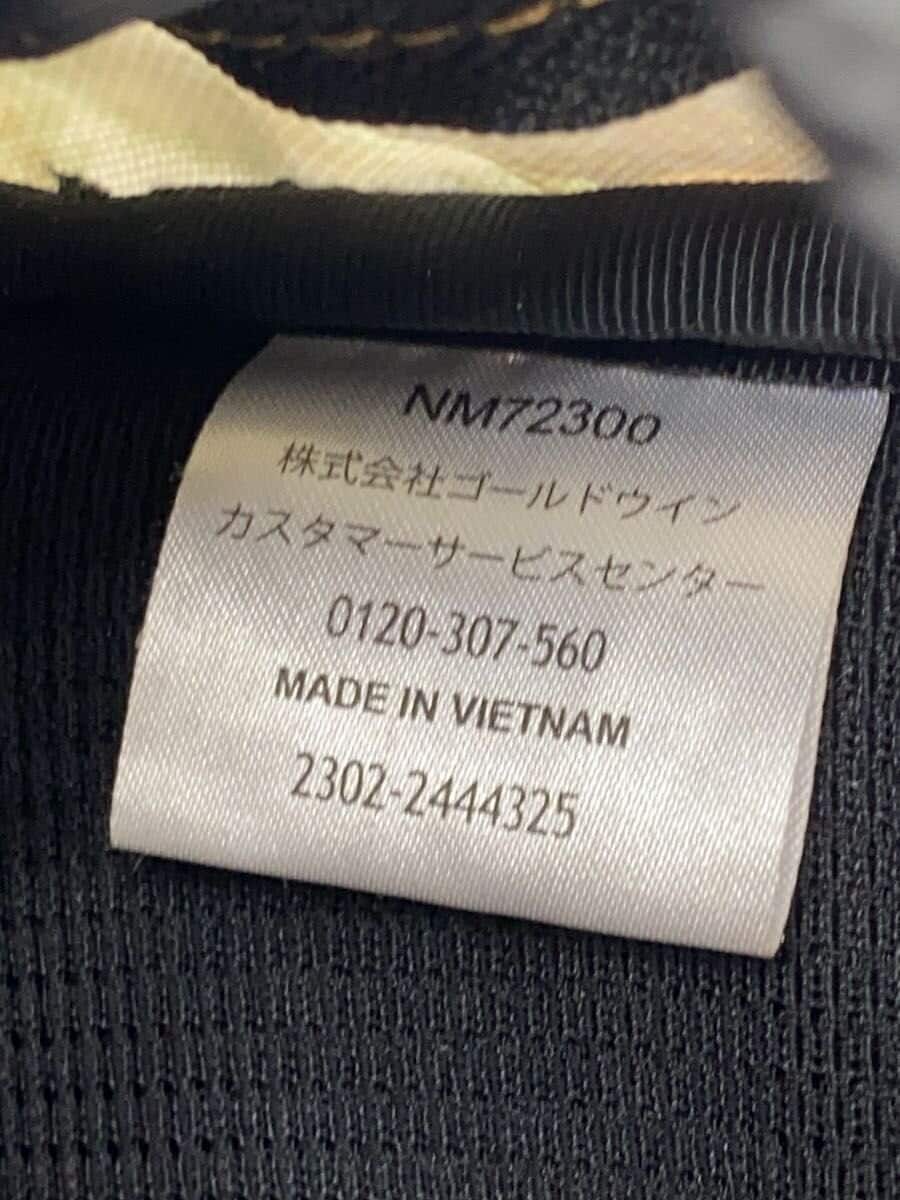 NM72300
株式会社ゴールドウイン
カスタマーサービスセンター
0120-307-560
MADE IN VIETNAM
2302-2444325